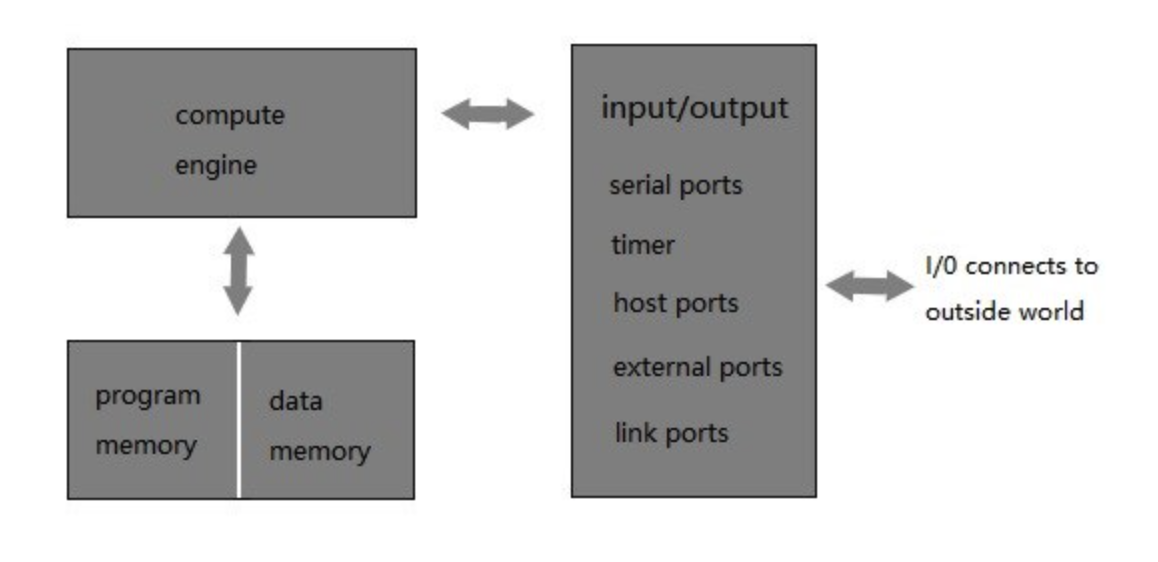 compute
engine
input/output
serial ports
timer
host ports
external ports
link ports
I/0 connects to
outside world
program
memory
data
memory